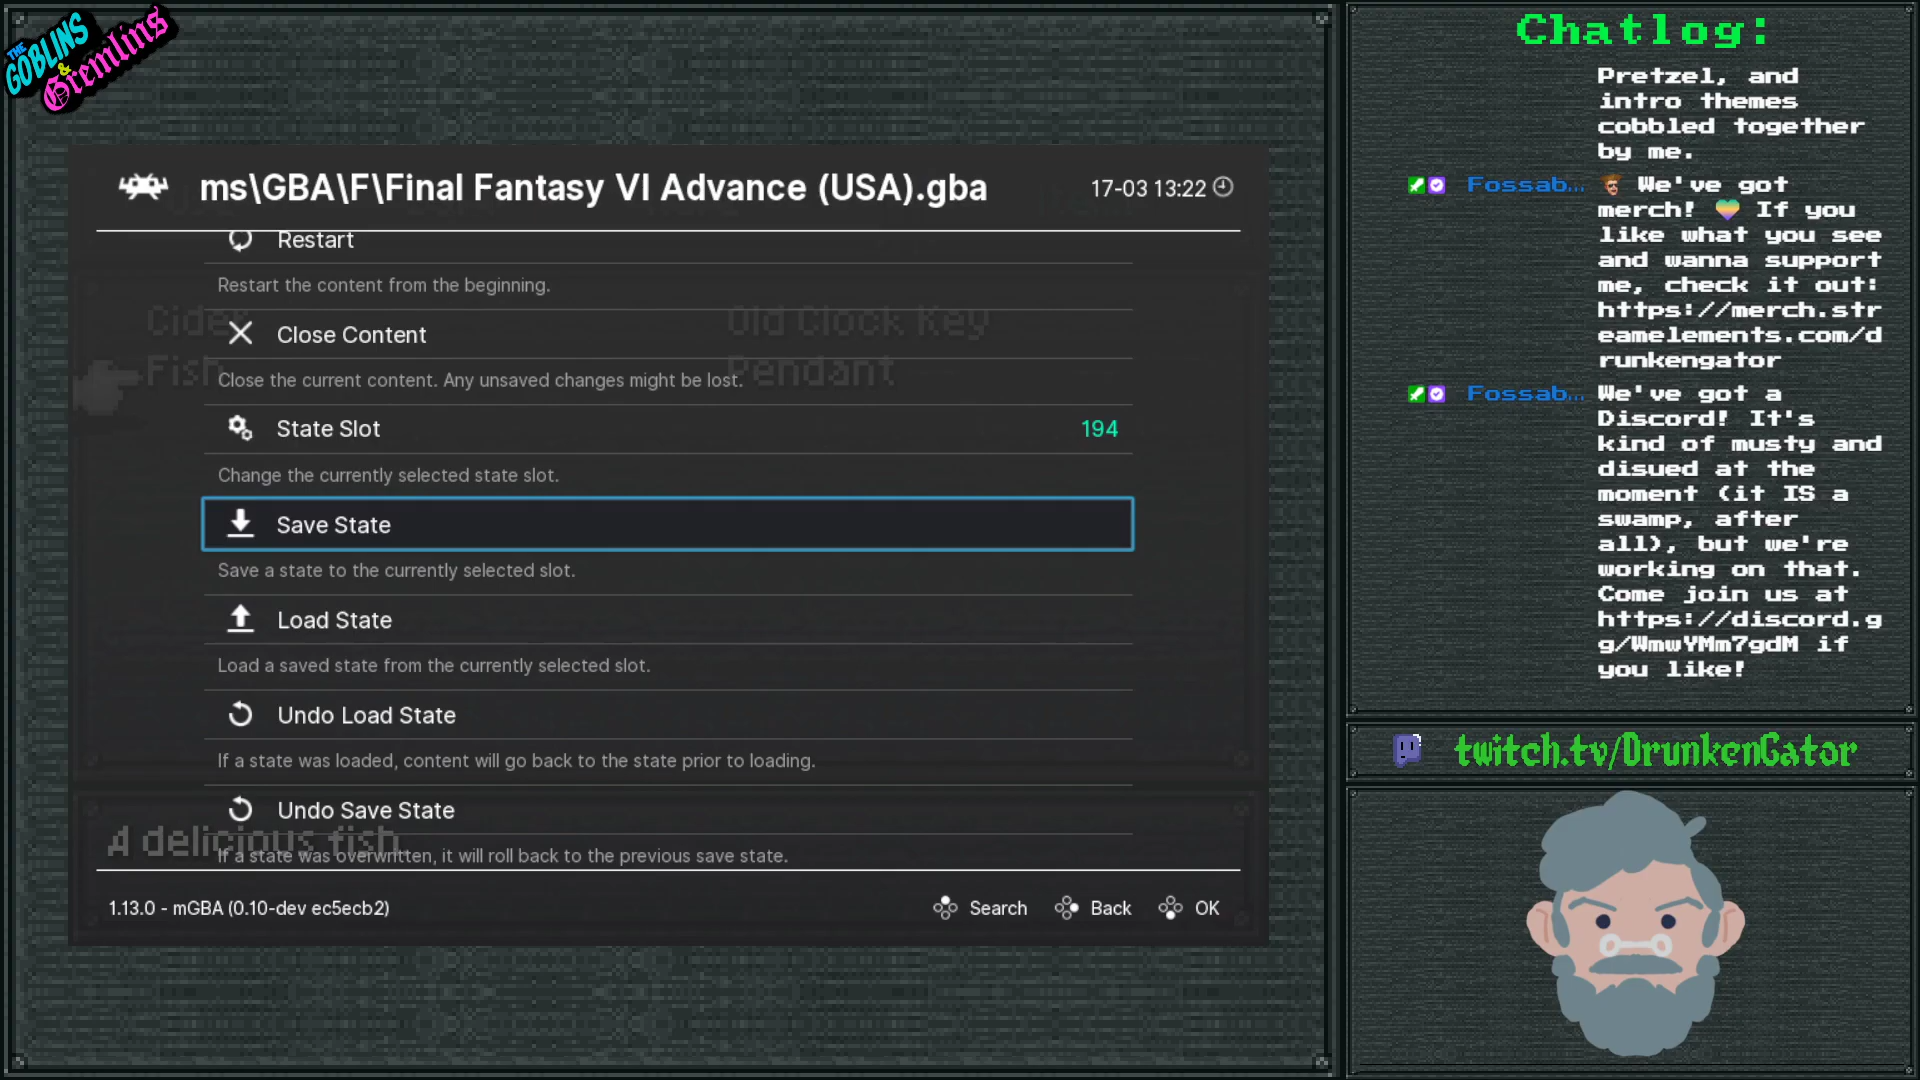 THE
GOBLINS
&
Gremlins
ms\GBA\F\Final Fantasy VI Advance (USA).gba
17-03 13:22
Restart
Restart the content from the beginning.
Cider
Old Clock Key
Close Content
Fish
Pendant
Close the current content. Any unsaved changes might be lost.
State Slot
194
Change the currently selected state slot.
Save State
Save a state to the currently selected slot.
Load State
Load a saved state from the currently selected slot.
Undo Load State
If a state was loaded, content will go back to the state prior to loading.
Undo Save State
A delicious fish.
If a state was overwritten, it will roll back to the previous save state.
1.13.0 - mGBA (0.10-dev ec5ecb2)
Search
Back
OK
Chatlog:
Pretzel, and
intro themes
cobbled together
by me.
Fossab... We've got
merch! If you
like what you see
and wanna support
me, check it out:
https://merch.str
eamelements.com/d
runkengator
Fossab... We've got a
Discord! It's
kind of musty and
disued at the
moment (it IS a
swamp, after
all), but we're
working on that.
Come join us at
https://discord.g
g/WmwYMm7gdM if
you like!
twitch.tv/DrunkenGator